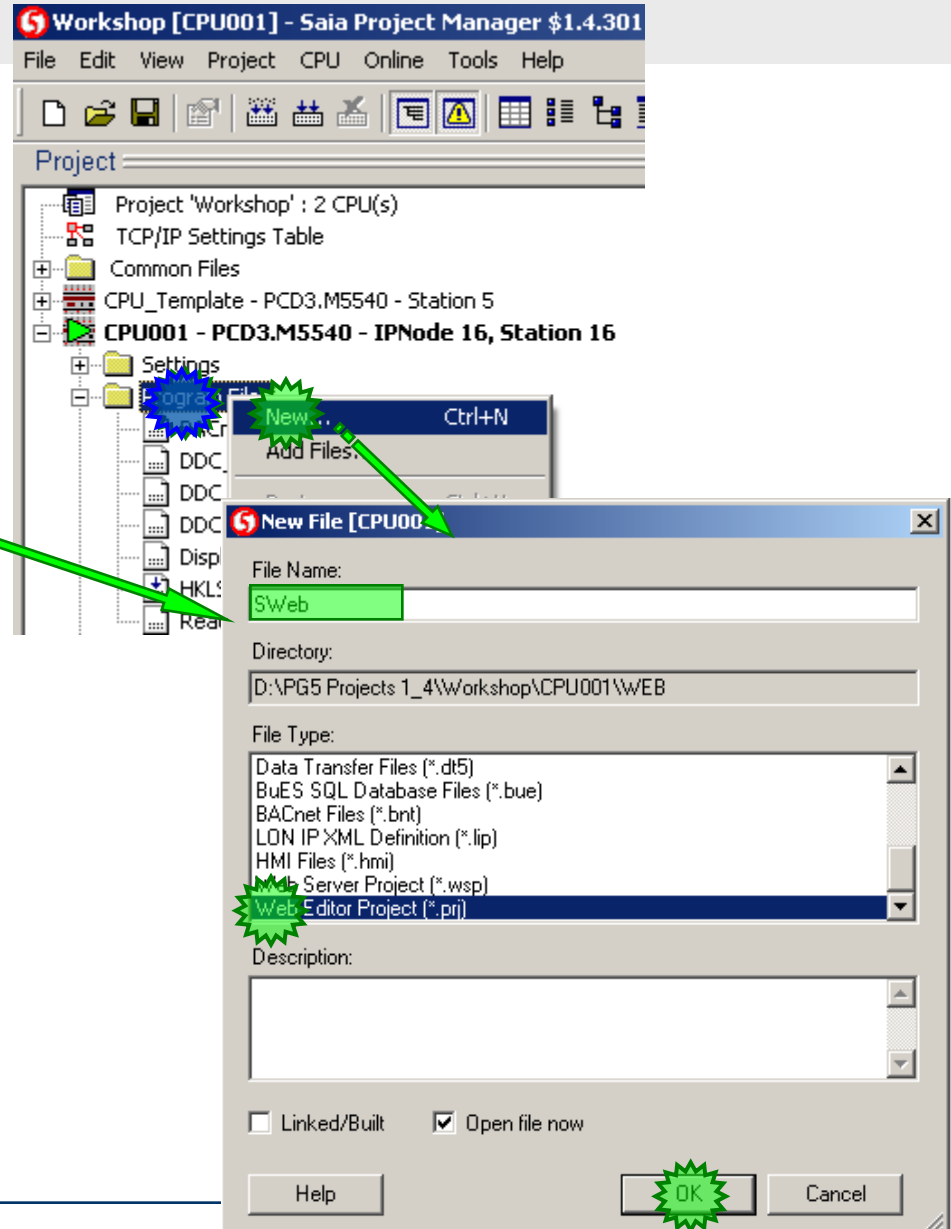 Workshop [CPU001] - Saia Project Manager $1.4.301
File Edit View Project CPU Online Tools Help
Project
Project 'Workshop' : 2 CPU(s)
TCP/IP Settings Table
Common Files
CPU_Template - PCD3.M5540 - Station 5
CPU001 - PCD3.M5540 - IPNode 16, Station 16
Settings
New... Ctrl+N
Add Files.
DDC_
DDC
DDC
New File [CPU00
File Name:
SWeb
Directory:
D:\PG5 Projects 1_4\Workshop\CPU001\WEB
File Type:
Data Transfer Files (*.dt5)
BuES SQL Database Files (*.bue)
BACnet Files (*.bnt)
LON IP XML Definition (*.lip)
HMI Files (*.hmi)
Web Server Project (*.wsp)
Web Editor Project (*.prj)
Description:
Linked/Built Open file now
Help OK Cancel